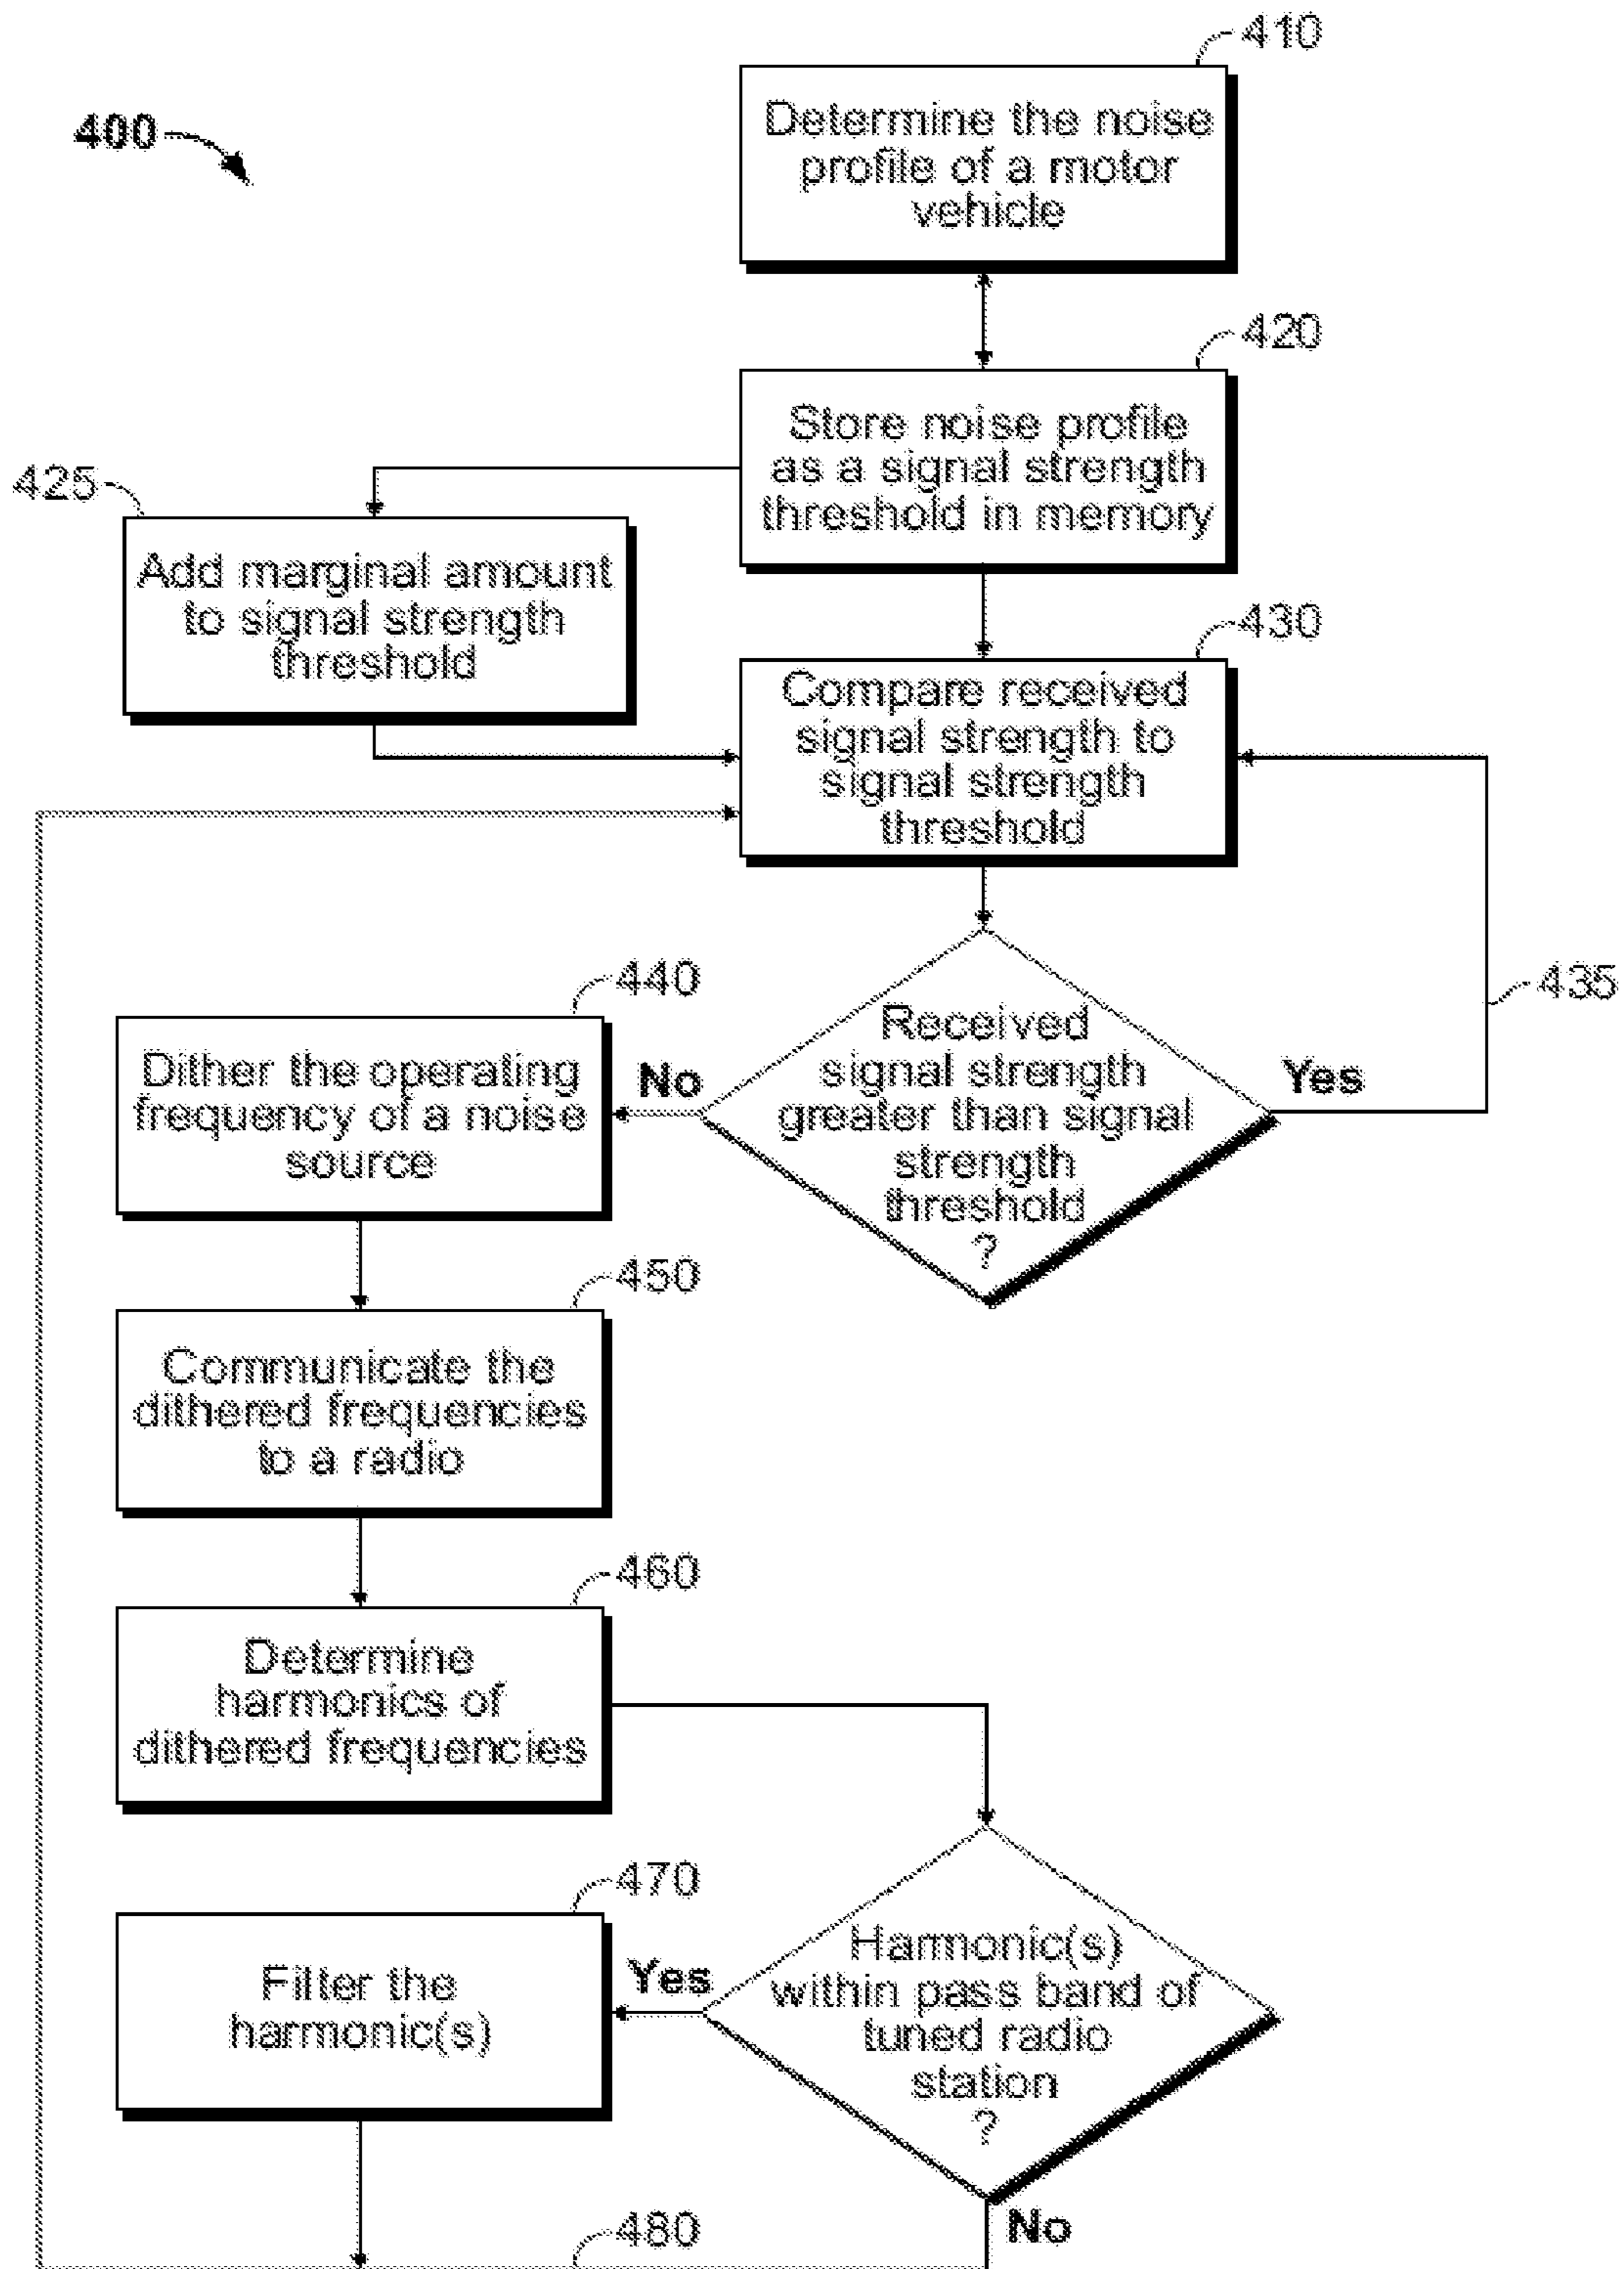 400
410
Determine the noise
profile of a motor
vehicle
420
Store noise profile
as a signal strength
threshold in memory
425
Add marginal amount
to signal strength
threshold
430
Compare received
signal strength to
signal strength
threshold
435
Received
signal strength
greater than signal
strength
threshold
?
Yes
No
440
Dither the operating
frequency of a noise
source
450
Communicate the
dithered frequencies
to a radio
460
Determine
harmonics of
dithered frequencies
Harmonic(s)
within pass band of
tuned radio
station
?
Yes
No
470
Filter the
harmonic(s)
480